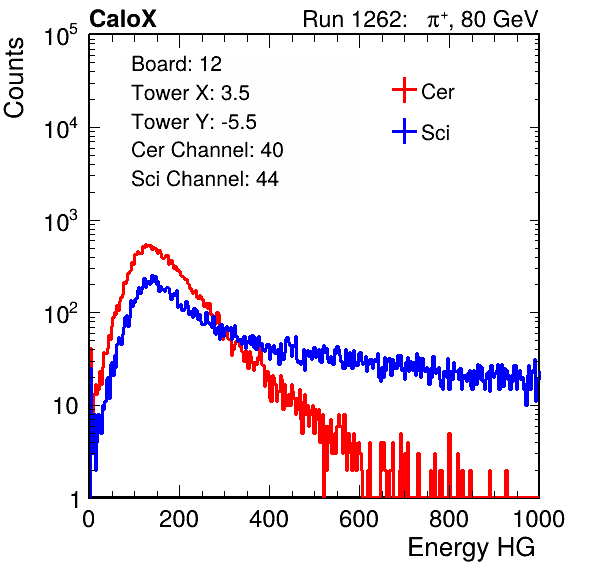 CaloX Run 1262: π⁺, 80 GeV
Counts
10⁵
10⁴
10³
10²
10
1
Board: 12
Tower X: 3.5
Tower Y: -5.5
Cer Channel: 40
Sci Channel: 44
Cer
Sci
0 200 400 600 800 1000
Energy HG